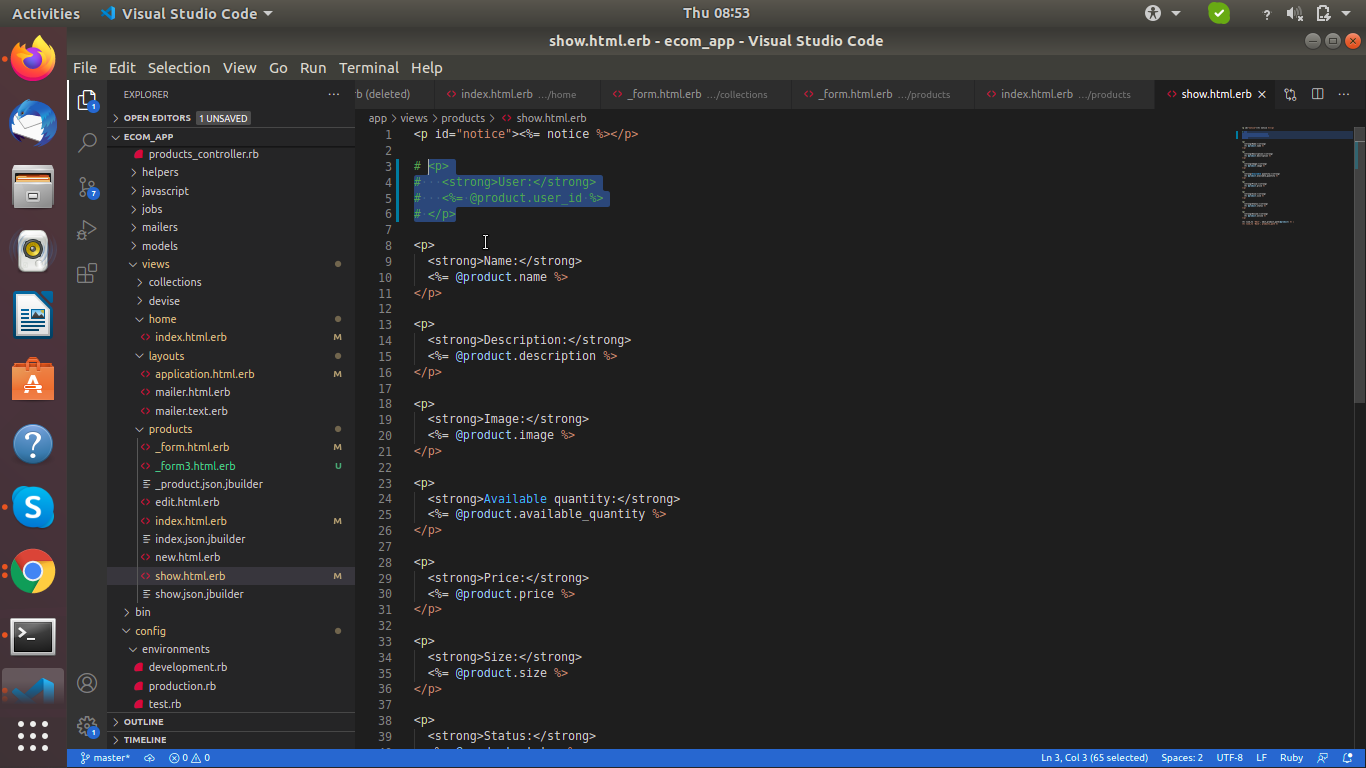 Activities Visual Studio Code Thu 08:53 ?
show.html.erb - ecom_app - Visual Studio Code
File Edit Selection View Go Run Terminal Help
EXPLORER ···
rb (deleted) index.html.erb .../home _form.html.erb .../collections _form.html.erb .../products index.html.erb .../products show.html.erb
OPEN EDITORS 1 UNSAVED
ECOM_APP
products_controller.rb
helpers
javascript
jobs
mailers
models
views
collections
devise
home
index.html.erb M
layouts
application.html.erb M
mailer.html.erb
mailer.text.erb
products
_form.html.erb M
_form3.html.erb U
_product.json.jbuilder
edit.html.erb
index.html.erb M
index.json.jbuilder
new.html.erb
show.html.erb M
show.json.jbuilder
bin
config
environments
development.rb
production.rb
test.rb
OUTLINE
TIMELINE
1
7
1
app > views > products > show.html.erb
1 <p id="notice"><%= notice %></p>
2
3 # <p>
4 #   <strong>User:</strong>
5 #   <%= @product.user_id %>
6 # </p>
7
8 <p>
9   <strong>Name:</strong>
10   <%= @product.name %>
11 </p>
12
13 <p>
14   <strong>Description:</strong>
15   <%= @product.description %>
16 </p>
17
18 <p>
19   <strong>Image:</strong>
20   <%= @product.image %>
21 </p>
22
23 <p>
24   <strong>Available quantity:</strong>
25   <%= @product.available_quantity %>
26 </p>
27
28 <p>
29   <strong>Price:</strong>
30   <%= @product.price %>
31 </p>
32
33 <p>
34   <strong>Size:</strong>
35   <%= @product.size %>
36 </p>
37
38 <p>
39   <strong>Status:</strong>
master* 0 0 Ln 3, Col 3 (65 selected) Spaces: 2 UTF-8 LF Ruby